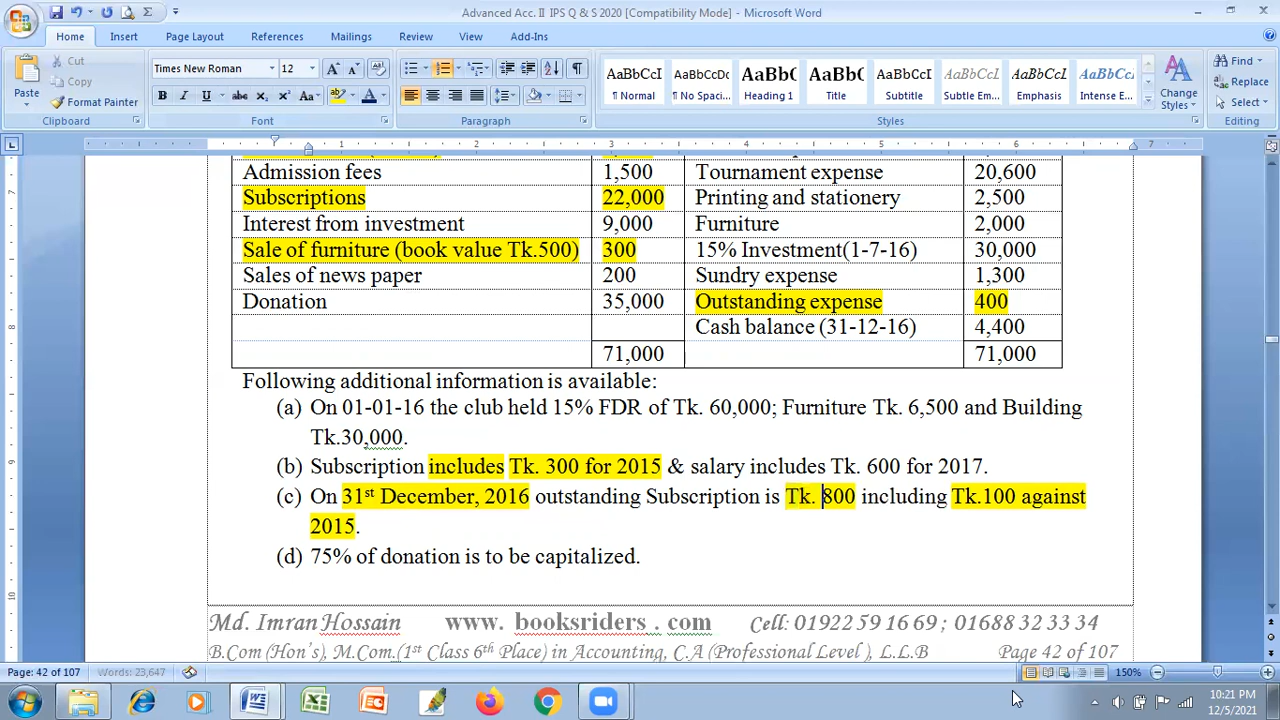 Advanced Acc. II IPS Q & S 2020 [Compatibility Mode] - Microsoft Word
Home Insert Page Layout References Mailings Review View Add-Ins
Paste
Cut
Copy
Format Painter
Clipboard
Times New Roman 12
Font
Paragraph
AaBbCcI AaBbCcDc AaBbC AaBbC AaBbCcI AaBbCcI AaBbCcI AaBbCcI
¶ Normal ¶ No Spaci... Heading 1 Title Subtitle Subtle Em... Emphasis Intense E...
Change Styles
Styles
Find
Replace
Select
Editing
1 2 3 4 5 6 7
Admission fees 1,500 Tournament expense 20,600
Subscriptions 22,000 Printing and stationery 2,500
Interest from investment 9,000 Furniture 2,000
Sale of furniture (book value Tk.500) 300 15% Investment(1-7-16) 30,000
Sales of news paper 200 Sundry expense 1,300
Donation 35,000 Outstanding expense 400
Cash balance (31-12-16) 4,400
71,000 71,000
Following additional information is available:
(a) On 01-01-16 the club held 15% FDR of Tk. 60,000; Furniture Tk. 6,500 and Building
Tk.30,000.
(b) Subscription includes Tk. 300 for 2015 & salary includes Tk. 600 for 2017.
(c) On 31st December, 2016 outstanding Subscription is Tk. 800 including Tk.100 against
2015.
(d) 75% of donation is to be capitalized.
Md. Imran Hossain www. booksriders . com Cell: 01922 59 16 69 ; 01688 32 33 34
B.Com (Hon's), M.Com.(1st Class 6th Place) in Accounting, C.A (Professional Level ), L.L.B Page 42 of 107
Page: 42 of 107 Words: 23,647 150%
10:21 PM
12/5/2021